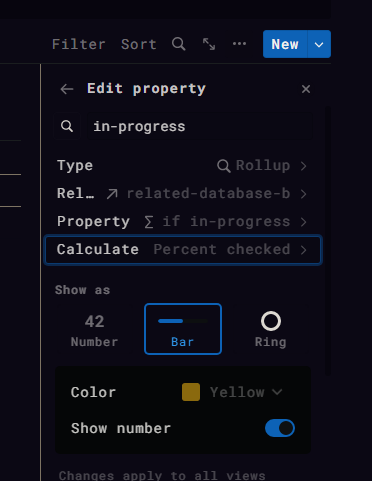 Filter Sort New
Edit property
in-progress
Type Rollup
Rel… related-database-b
Property Σ if in-progress
Calculate Percent checked
Show as
42
Number Bar Ring
Color Yellow
Show number
Changes apply to all views